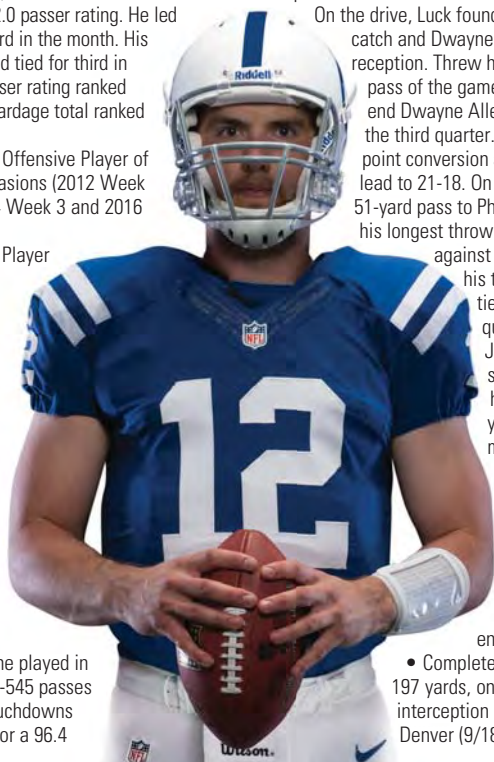 2.0 passer rating. He led
rd in the month. His
d tied for third in
ser rating ranked
ardage total ranked
Offensive Player of
asions (2012 Week
Week 3 and 2016
Player
he played in
-545 passes
uchdowns
or a 96.4
On the drive, Luck found
catch and Dwayne
reception. Threw h
pass of the game
end Dwayne Alle
the third quarter.
point conversion
lead to 21-18. On
51-yard pass to Ph
his longest throw
against
his t
tie
qu
J
s
h
y
en
• Complete
197 yards, on
interception
Denver (9/18
Riddell
NFL
12
Wilson
NFL